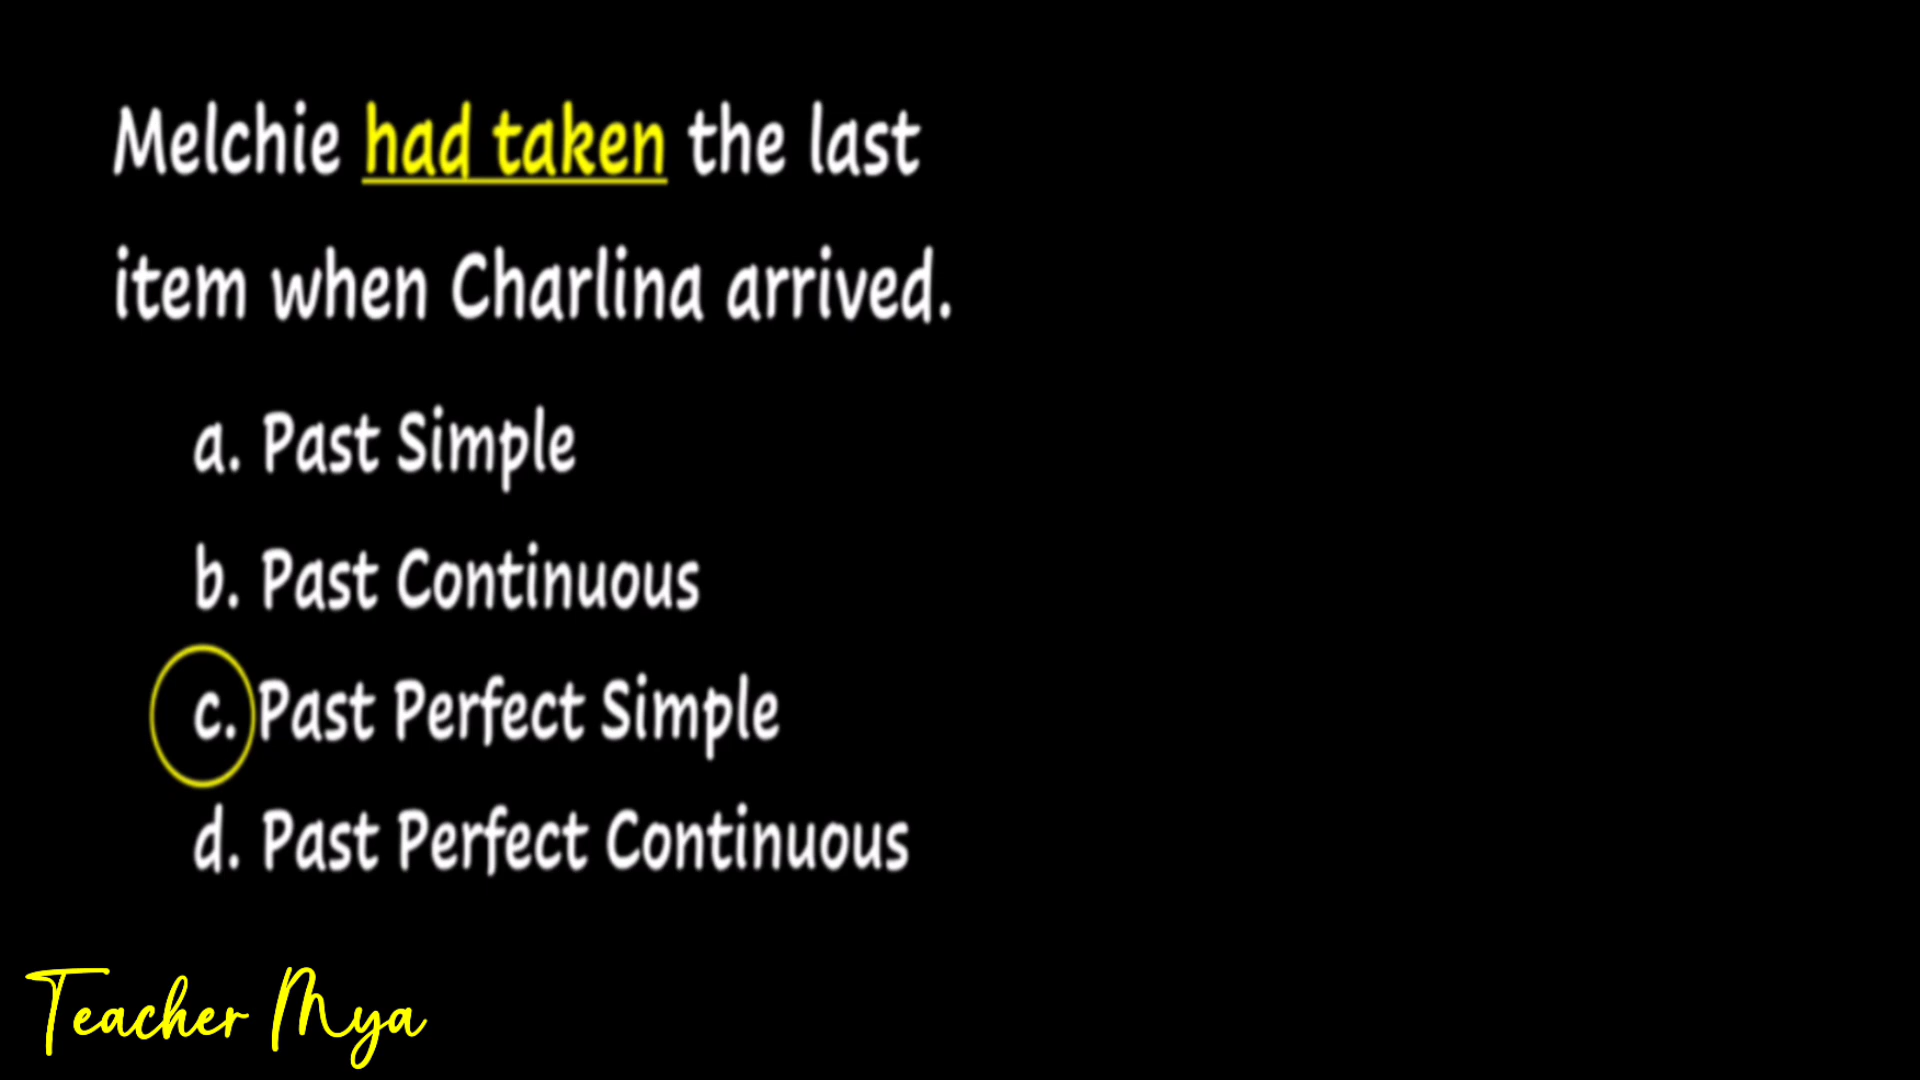 Melchie had taken the last
item when Charlina arrived.
a. Past Simple
b. Past Continuous
c. Past Perfect Simple
d. Past Perfect Continuous
Teacher Mya